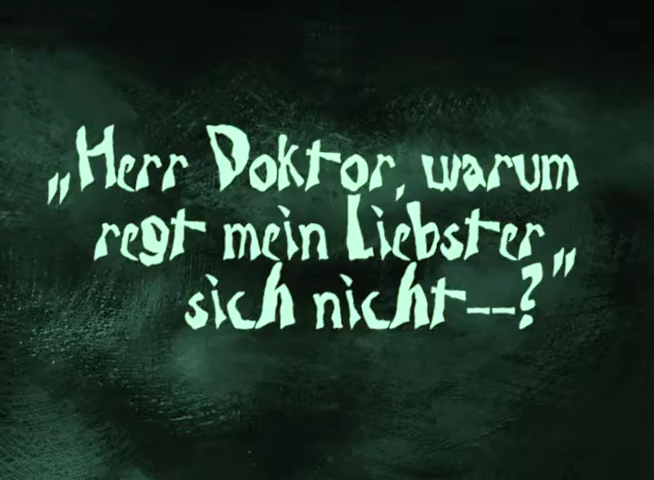 „Herr Doktor, warum
regt mein Liebster
sich nicht--?"